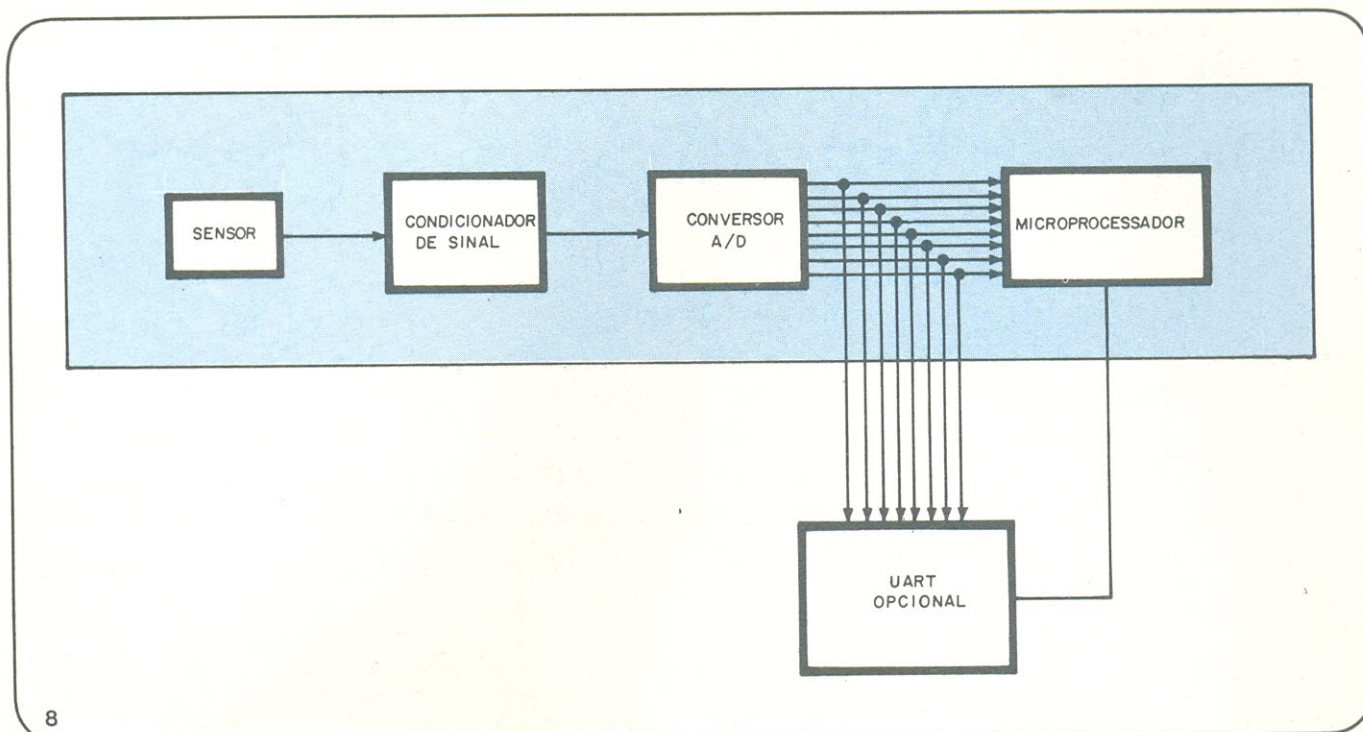 SENSOR
CONDICIONADOR
DE SINAL
CONVERSOR
A/D
MICROPROCESSADOR
UART
OPCIONAL
8